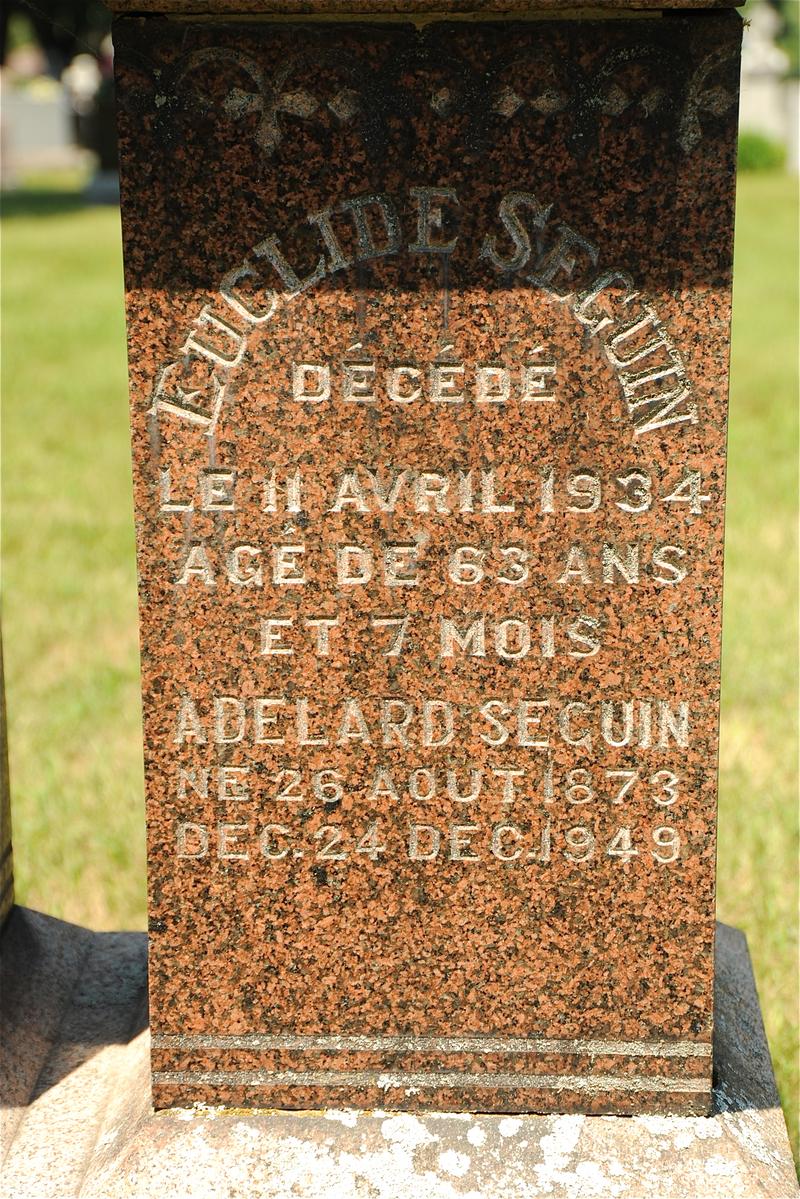 EUCLIDE SEGUIN
DÉCÉDÉ
LE 11 AVRIL 1934
AGÉ DE 63 ANS
ET 7 MOIS
ADELARD SEGUIN
NE 26 AOUT 1873
DEC. 24 DEC. 1949